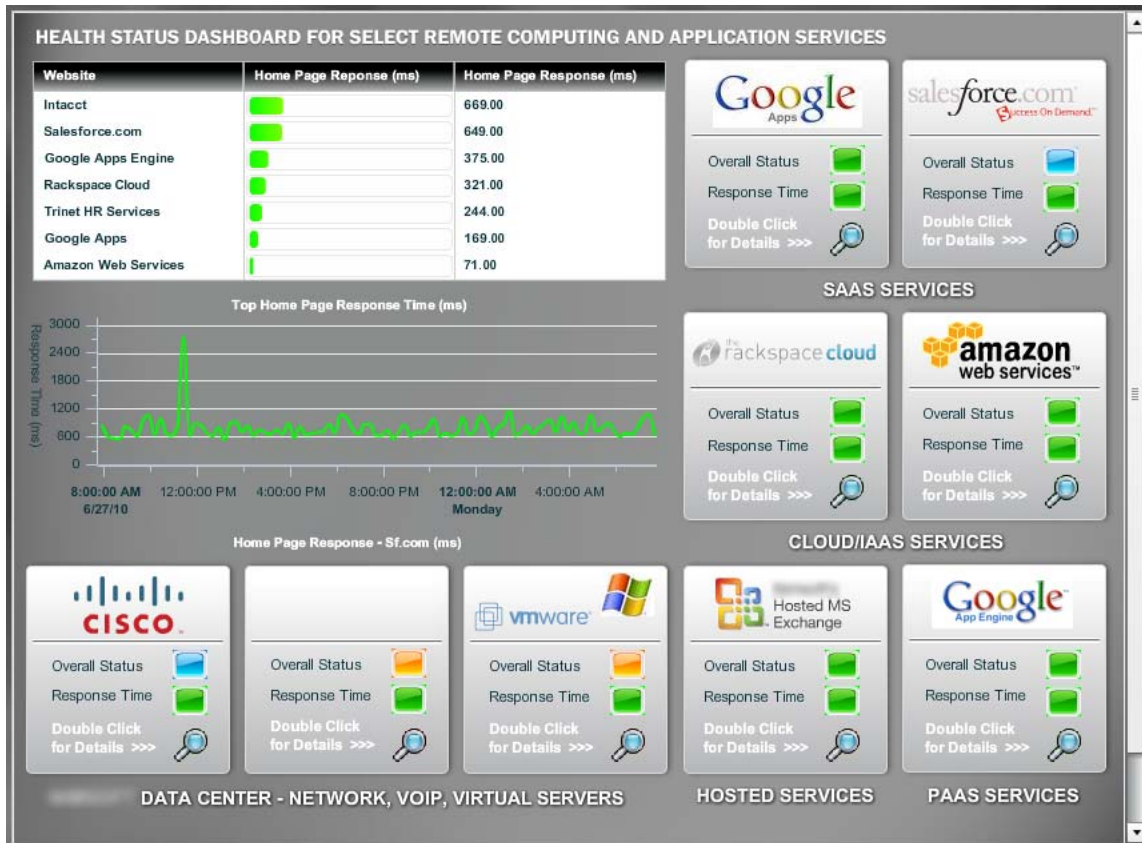 HEALTH STATUS DASHBOARD FOR SELECT REMOTE COMPUTING AND APPLICATION SERVICES
Website Home Page Reponse (ms) Home Page Response (ms)
Intacct 669.00
Salesforce.com 649.00
Google Apps Engine 375.00
Rackspace Cloud 321.00
Trinet HR Services 244.00
Google Apps 169.00
Amazon Web Services 71.00
Google
Apps
Overall Status
Response Time
Double Click
for Details >>>
salesforce.com
Success On Demand.™
Overall Status
Response Time
Double Click
for Details >>>
SAAS SERVICES
Top Home Page Response Time (ms)
Response Time (ms)
3000
2400
1800
1200
600
0
8:00:00 AM 12:00:00 PM 4:00:00 PM 8:00:00 PM 12:00:00 AM 4:00:00 AM
6/27/10 Monday
Home Page Response - Sf.com (ms)
the
rackspace cloud
Overall Status
Response Time
Double Click
for Details >>>
amazon
web services™
Overall Status
Response Time
Double Click
for Details >>>
CLOUD/IAAS SERVICES
CISCO
Overall Status
Response Time
Double Click
for Details >>>
Overall Status
Response Time
Double Click
for Details >>>
vmware
Overall Status
Response Time
Double Click
for Details >>>
DATA CENTER - NETWORK, VOIP, VIRTUAL SERVERS
Hosted MS
Exchange
Overall Status
Response Time
Double Click
for Details >>>
HOSTED SERVICES
Google™
App Engine
Overall Status
Response Time
Double Click
for Details >>>
PAAS SERVICES